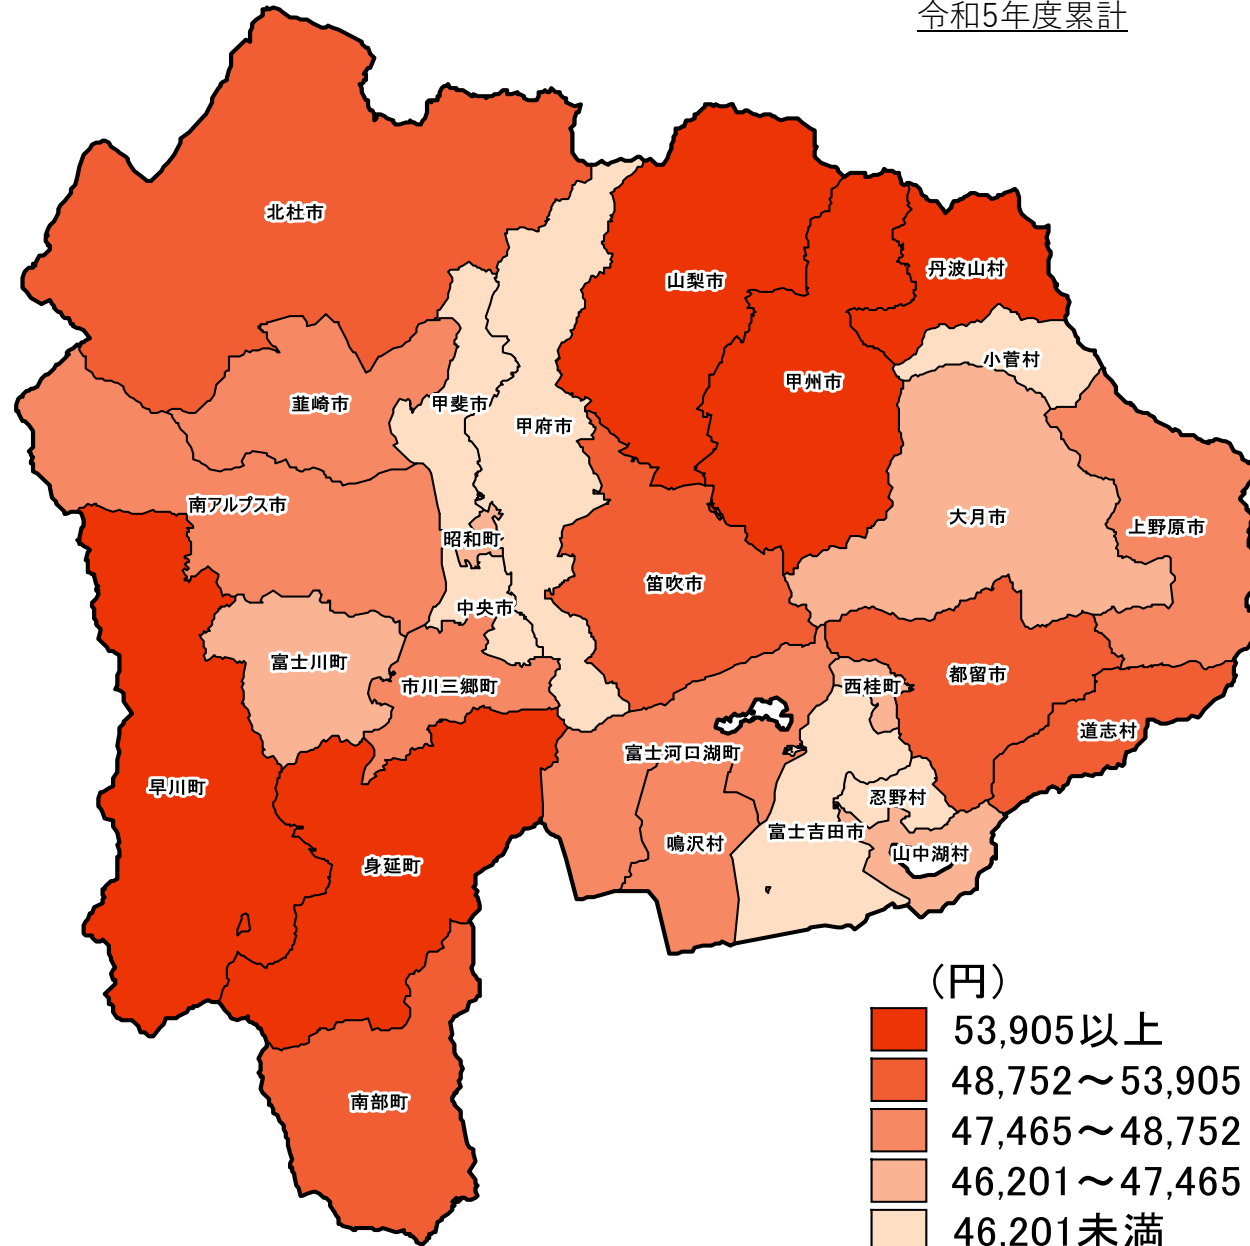 令和5年度累計
北杜市
山梨市
丹波山村
小菅村
甲州市
韮崎市
甲斐市
甲府市
南アルプス市
大月市
上野原市
昭和町
笛吹市
中央市
富士川町
市川三郷町
西桂町
都留市
道志村
富士河口湖町
早川町
忍野村
富士吉田市
鳴沢村
山中湖村
身延町
南部町
(円)
53,905以上
48,752～53,905
47,465～48,752
46,201～47,465
46,201未満